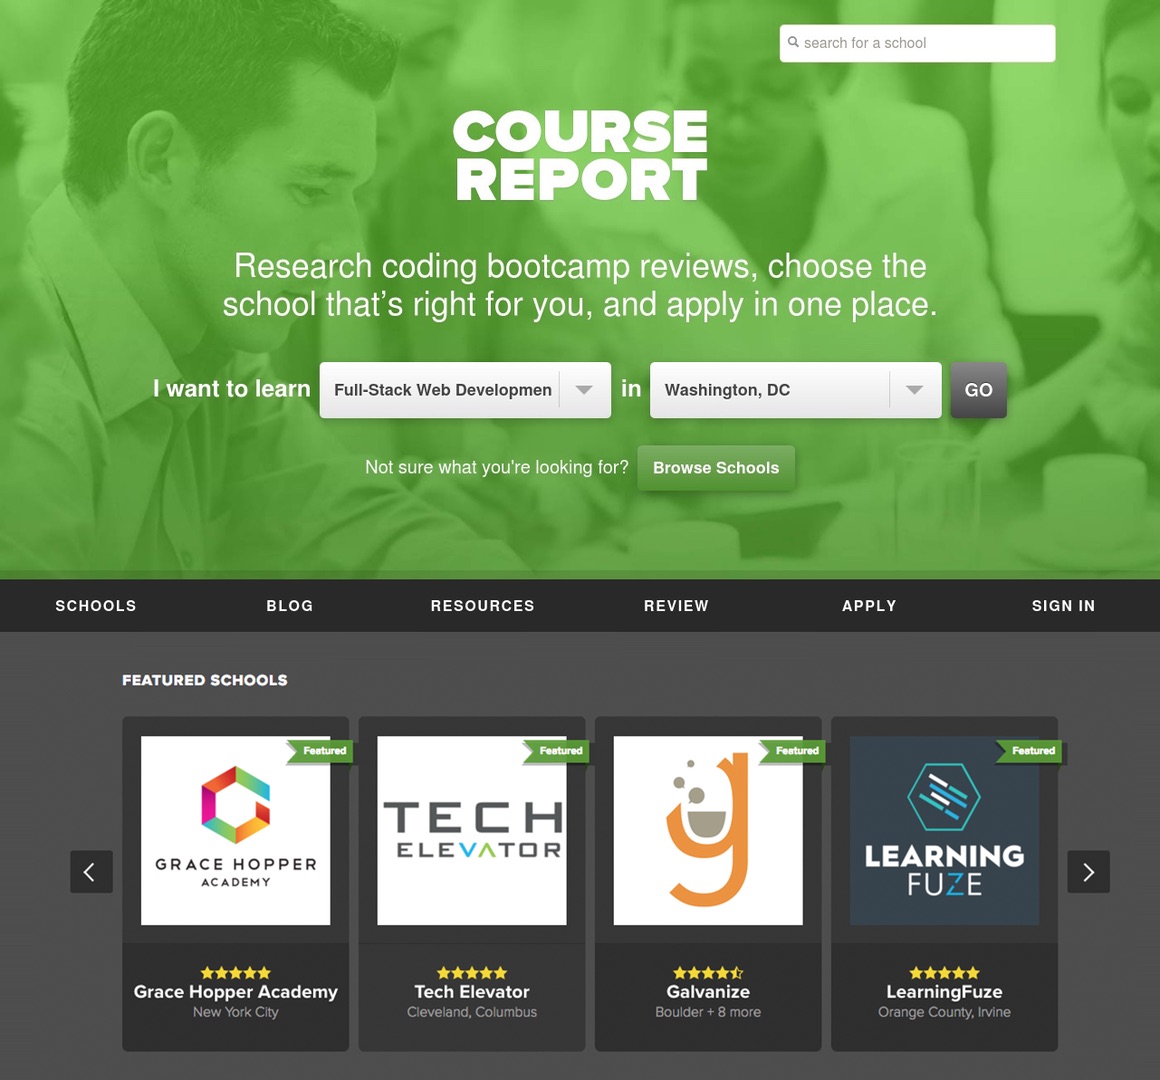 search for a school
COURSE
REPORT
Research coding bootcamp reviews, choose the
school that’s right for you, and apply in one place.
I want to learn Full-Stack Web Developmen in Washington, DC GO
Not sure what you're looking for? Browse Schools
SCHOOLS BLOG RESOURCES REVIEW APPLY SIGN IN
FEATURED SCHOOLS
Featured
GRACE HOPPER
ACADEMY
Grace Hopper Academy
New York City
Featured
TECH
ELEVATOR
Tech Elevator
Cleveland, Columbus
Featured
g
Galvanize
Boulder + 8 more
Featured
LEARNING
FUZE
LearningFuze
Orange County, Irvine